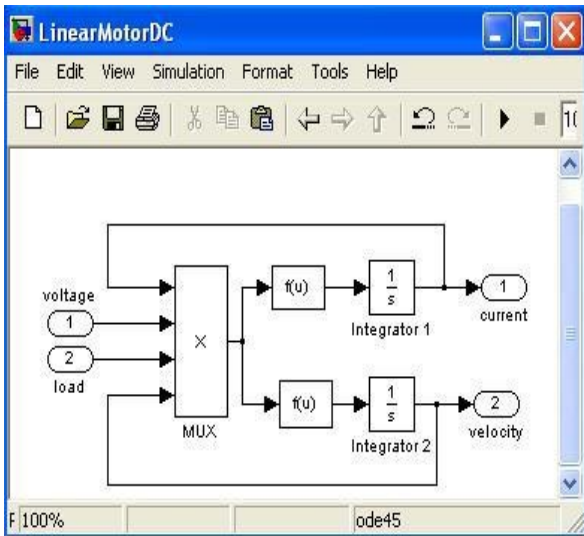 LinearMotorDC
File Edit View Simulation Format Tools Help
voltage
1
2
load
X
MUX
f(u)
1
s
Integrator 1
1
current
f(u)
1
s
Integrator 2
2
velocity
100%
ode45